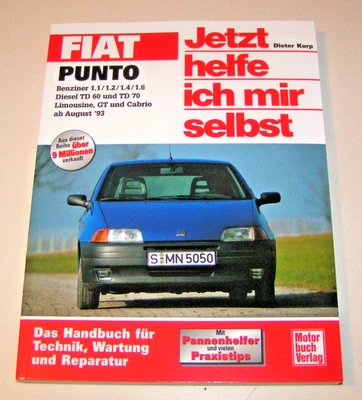 FIAT
PUNTO
Benziner 1.1/1.2/1.4/1.6
Diesel TD 60 und TD 70
Limousine, GT und Cabrio
ab August '93
Jetzt
Dieter Korp
helfe
ich mir
selbst
Aus dieser
Reihe über
9 Millionen
verkauft
S MN 5050
Das Handbuch für
Technik, Wartung
und Reparatur
Mit
Pannenhelfer
und vielen
Praxistips
Motor
buch
Verlag